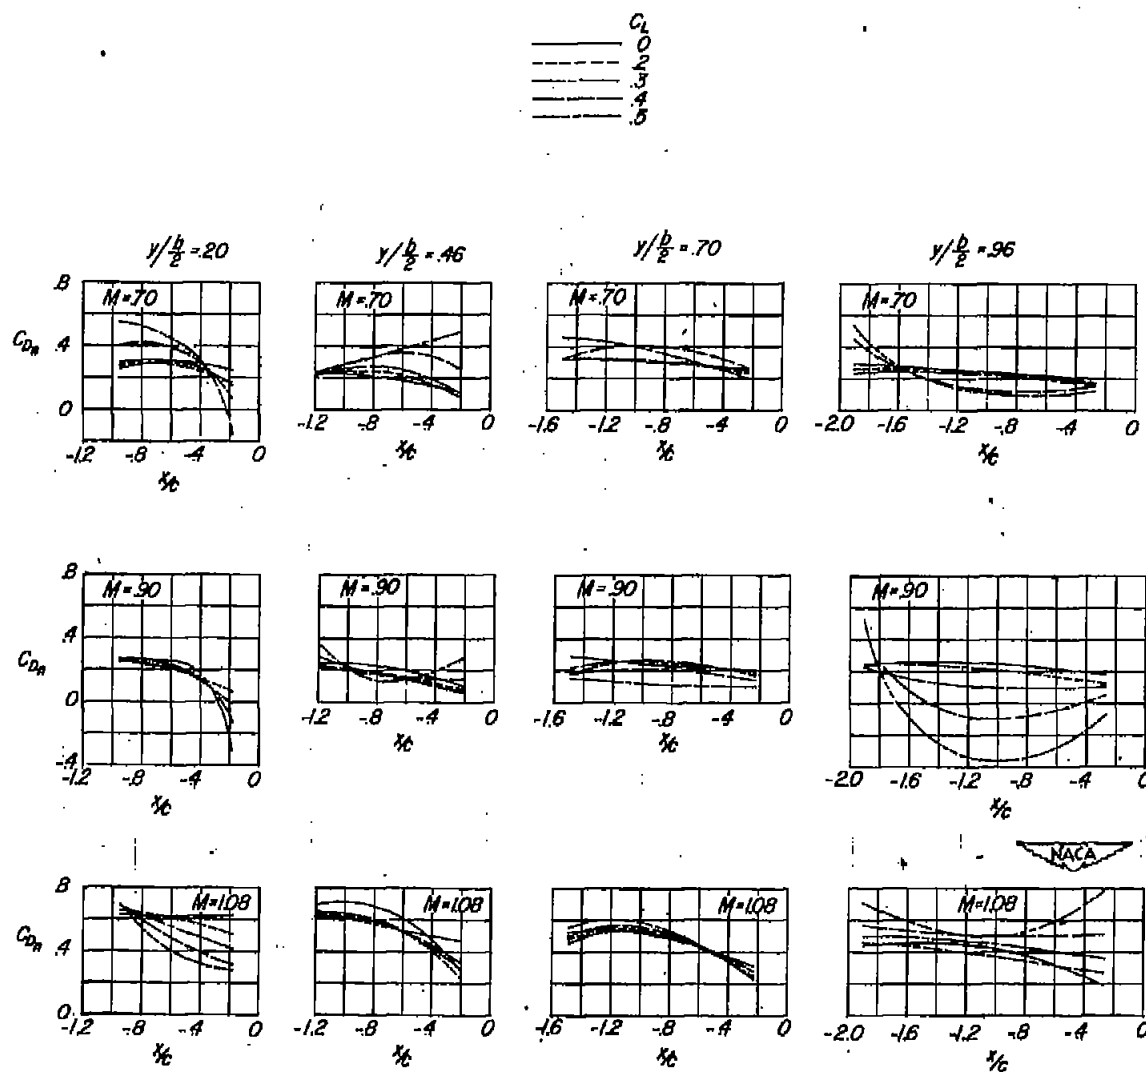 C_L
0
.2
.3
.4
.5
y/b/2 = .20
y/b/2 = .46
y/b/2 = .70
y/b/2 = .96
.8
M=.70
M=.70
M=.70
M=.70
C_DA .4
0
-1.2 -.8 -.4 0
-1.2 -.8 -.4 0
-1.6 -1.2 -.8 -.4 0
-2.0 -1.6 -1.2 -.8 -.4 0
x/c
x/c
x/c
x/c
.8
M=.90
M=.90
M=.90
M=.90
.4
C_DA
0
-.4
-1.2 -.8 -.4 0
-1.2 -.8 -.4 0
-1.6 -1.2 -.8 -.4 0
-2.0 -1.6 -1.2 -.8 -.4 0
x/c
x/c
x/c
x/c
NACA
.8
M=1.08
M=1.08
M=1.08
M=1.08
C_DA .4
0
-1.2 -.8 -.4 0
-1.2 -.8 -.4 0
-1.6 -1.2 -.8 -.4 0
-2.0 -1.6 -1.2 -.8 -.4 0
x/c
x/c
x/c
x/c